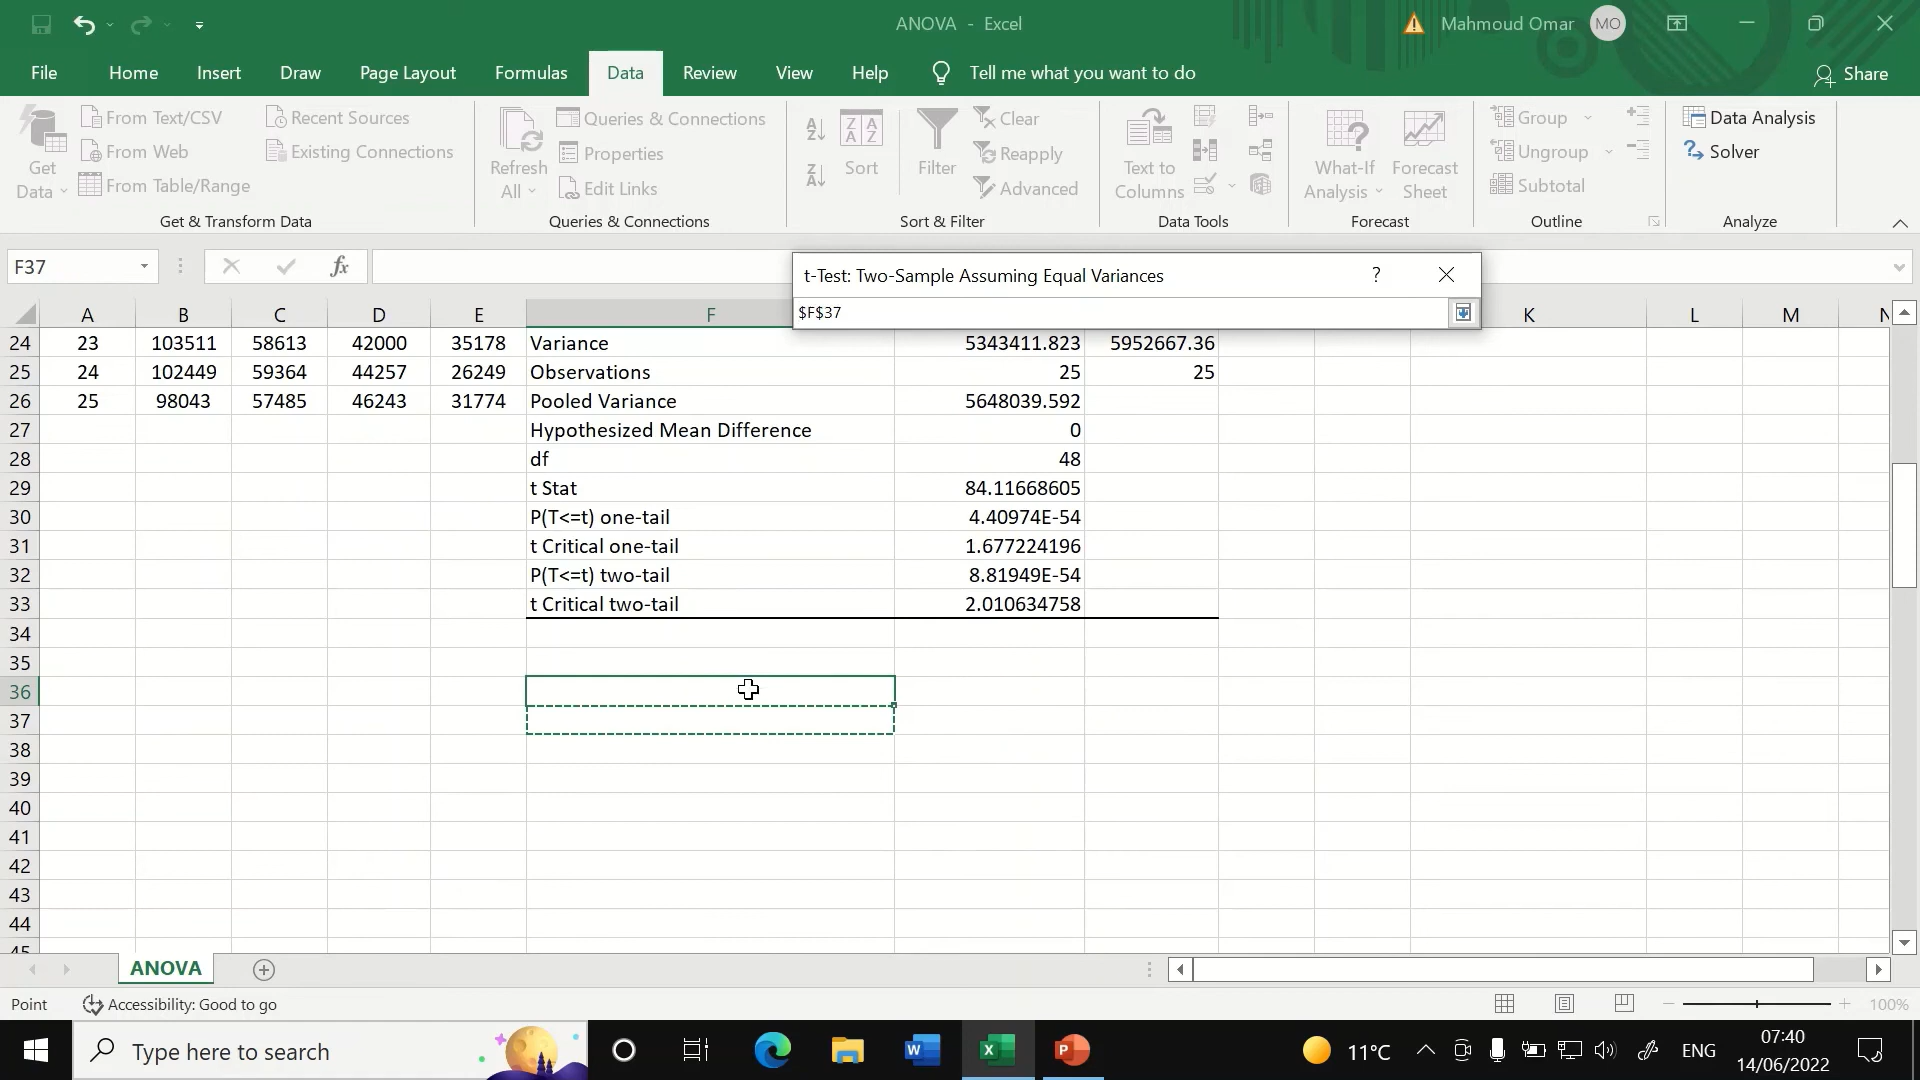 ANOVA - Excel
Mahmoud Omar
MO
File Home Insert Draw Page Layout Formulas Data Review View Help Tell me what you want to do
Share
Get Data
From Text/CSV
From Web
From Table/Range
Recent Sources
Existing Connections
Get & Transform Data
Refresh All
Queries & Connections
Properties
Edit Links
Queries & Connections
Sort
Filter
Clear
Reapply
Advanced
Sort & Filter
Text to Columns
Data Tools
What-If Analysis
Forecast Sheet
Forecast
Group
Ungroup
Subtotal
Outline
Data Analysis
Solver
Analyze
F37
fx
t-Test: Two-Sample Assuming Equal Variances
?
$F$37
A B C D E F K L M N
24 23 103511 58613 42000 35178 Variance 5343411.823 5952667.36
25 24 102449 59364 44257 26249 Observations 25 25
26 25 98043 57485 46243 31774 Pooled Variance 5648039.592
27 Hypothesized Mean Difference 0
28 df 48
29 t Stat 84.11668605
30 P(T<=t) one-tail 4.40974E-54
31 t Critical one-tail 1.677224196
32 P(T<=t) two-tail 8.81949E-54
33 t Critical two-tail 2.010634758
34
35
36
37
38
39
40
41
42
43
44
45
ANOVA
Point Accessibility: Good to go 100%
Type here to search
11°C
ENG
07:40
14/06/2022